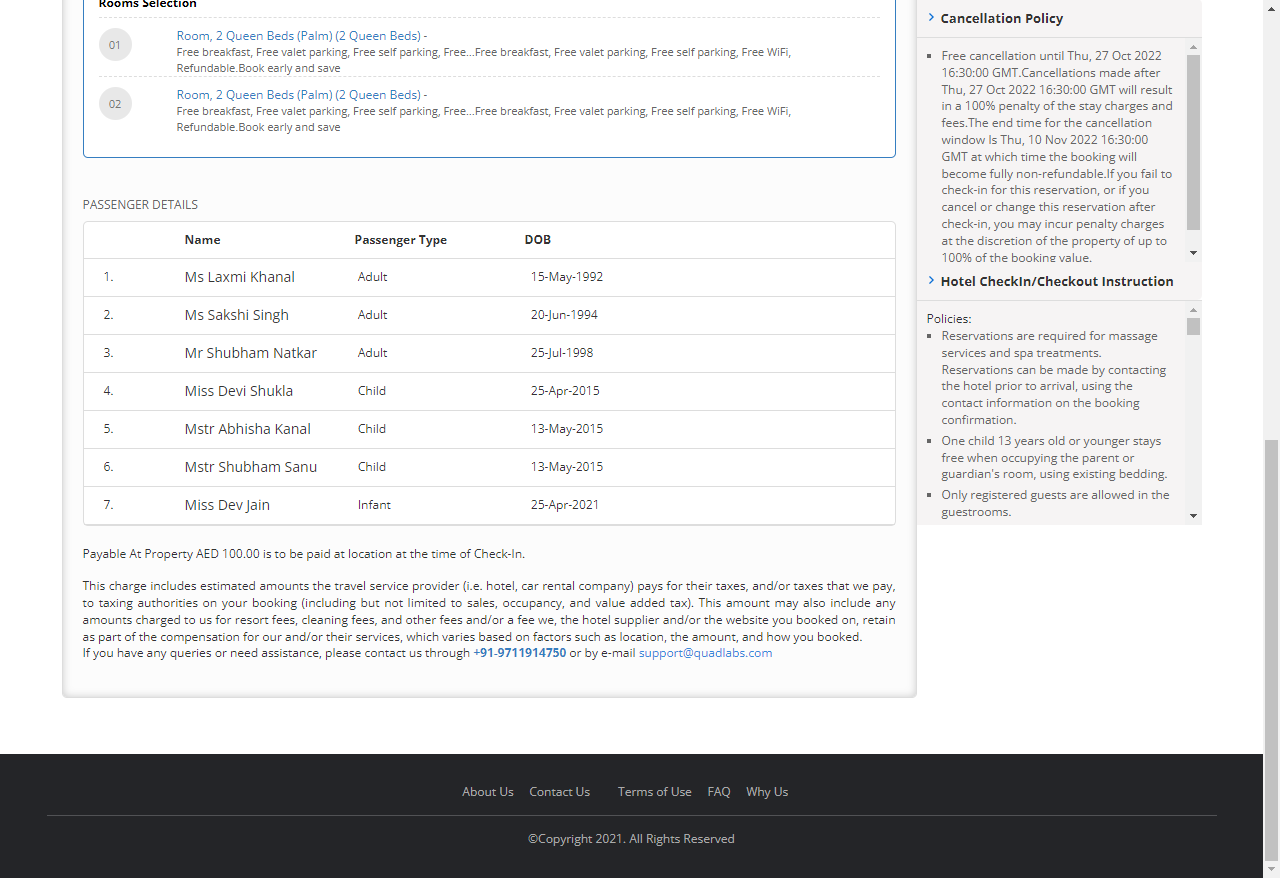 Rooms Selection
01
Room, 2 Queen Beds (Palm) (2 Queen Beds) -
Free breakfast, Free valet parking, Free self parking, Free...Free breakfast, Free valet parking, Free self parking, Free WiFi,
Refundable.Book early and save
02
Room, 2 Queen Beds (Palm) (2 Queen Beds) -
Free breakfast, Free valet parking, Free self parking, Free...Free breakfast, Free valet parking, Free self parking, Free WiFi,
Refundable.Book early and save
PASSENGER DETAILS
Name Passenger Type DOB
1. Ms Laxmi Khanal Adult 15-May-1992
2. Ms Sakshi Singh Adult 20-Jun-1994
3. Mr Shubham Natkar Adult 25-Jul-1998
4. Miss Devi Shukla Child 25-Apr-2015
5. Mstr Abhisha Kanal Child 13-May-2015
6. Mstr Shubham Sanu Child 13-May-2015
7. Miss Dev Jain Infant 25-Apr-2021
Payable At Property AED 100.00 is to be paid at location at the time of Check-In.
This charge includes estimated amounts the travel service provider (i.e. hotel, car rental company) pays for their taxes, and/or taxes that we pay,
to taxing authorities on your booking (including but not limited to sales, occupancy, and value added tax). This amount may also include any
amounts charged to us for resort fees, cleaning fees, and other fees and/or a fee we, the hotel supplier and/or the website you booked on, retain
as part of the compensation for our and/or their services, which varies based on factors such as location, the amount, and how you booked.
If you have any queries or need assistance, please contact us through +91-9711914750 or by e-mail support@quadlabs.com
Cancellation Policy
Free cancellation until Thu, 27 Oct 2022
16:30:00 GMT.Cancellations made after
Thu, 27 Oct 2022 16:30:00 GMT will result
in a 100% penalty of the stay charges and
fees.The end time for the cancellation
window Is Thu, 10 Nov 2022 16:30:00
GMT at which time the booking will
become fully non-refundable.If you fail to
check-in for this reservation, or if you
cancel or change this reservation after
check-in, you may incur penalty charges
at the discretion of the property of up to
100% of the booking value.
Hotel CheckIn/Checkout Instruction
Policies:
Reservations are required for massage
services and spa treatments.
Reservations can be made by contacting
the hotel prior to arrival, using the
contact information on the booking
confirmation.
One child 13 years old or younger stays
free when occupying the parent or
guardian's room, using existing bedding.
Only registered guests are allowed in the
guestrooms.
About Us Contact Us Terms of Use FAQ Why Us
©Copyright 2021. All Rights Reserved